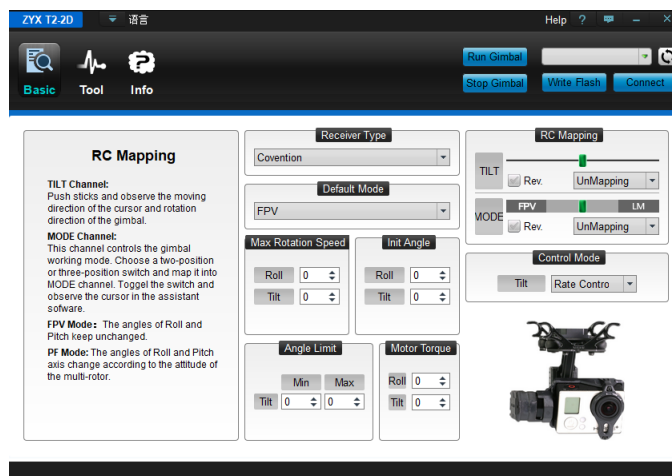 ZYX T2-2D 语言 Help ?
Basic Tool Info
Run Gimbal
Stop Gimbal Write Flash Connect
RC Mapping
TILT Channel:
Push sticks and observe the moving
direction of the cursor and rotation
direction of the gimbal.
MODE Channel:
This channel controls the gimbal
working mode. Choose a two-position
or three-position switch and map it into
MODE channel. Toggel the switch and
observe the cursor in the assistant
sofware.
FPV Mode: The angles of Roll and
Pitch keep unchanged.
PF Mode: The angles of Roll and Pitch
axis change according to the attitude of
the multi-rotor.
Receiver Type
Covention
Default Mode
FPV
Max Rotation Speed
Roll 0
Tilt 0
Init Angle
Roll 0
Tilt 0
Angle Limit
Min Max
Tilt 0 0
Motor Torque
Roll 0
Tilt 0
RC Mapping
TILT
Rev. UnMapping
MODE FPV LM
Rev. UnMapping
Control Mode
Tilt Rate Contro